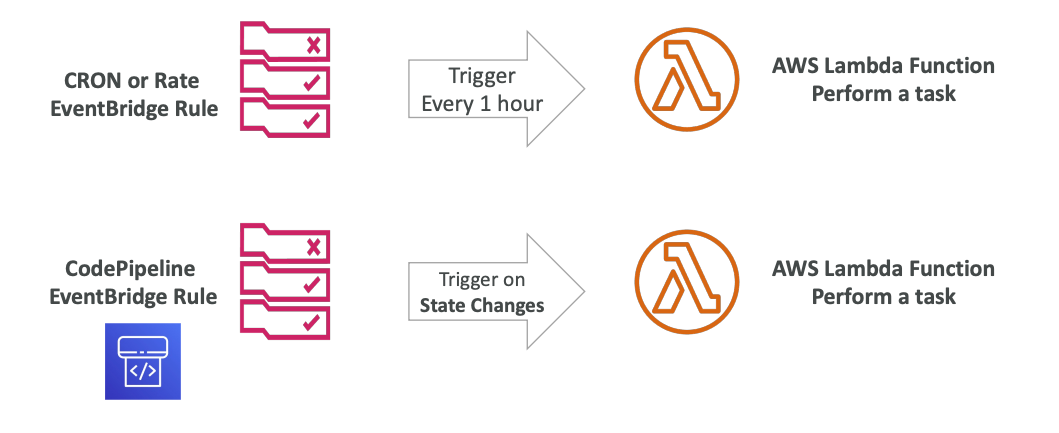 CRON or Rate
EventBridge Rule
Trigger
Every 1 hour
AWS Lambda Function
Perform a task
CodePipeline
EventBridge Rule
</>
Trigger on
State Changes
AWS Lambda Function
Perform a task